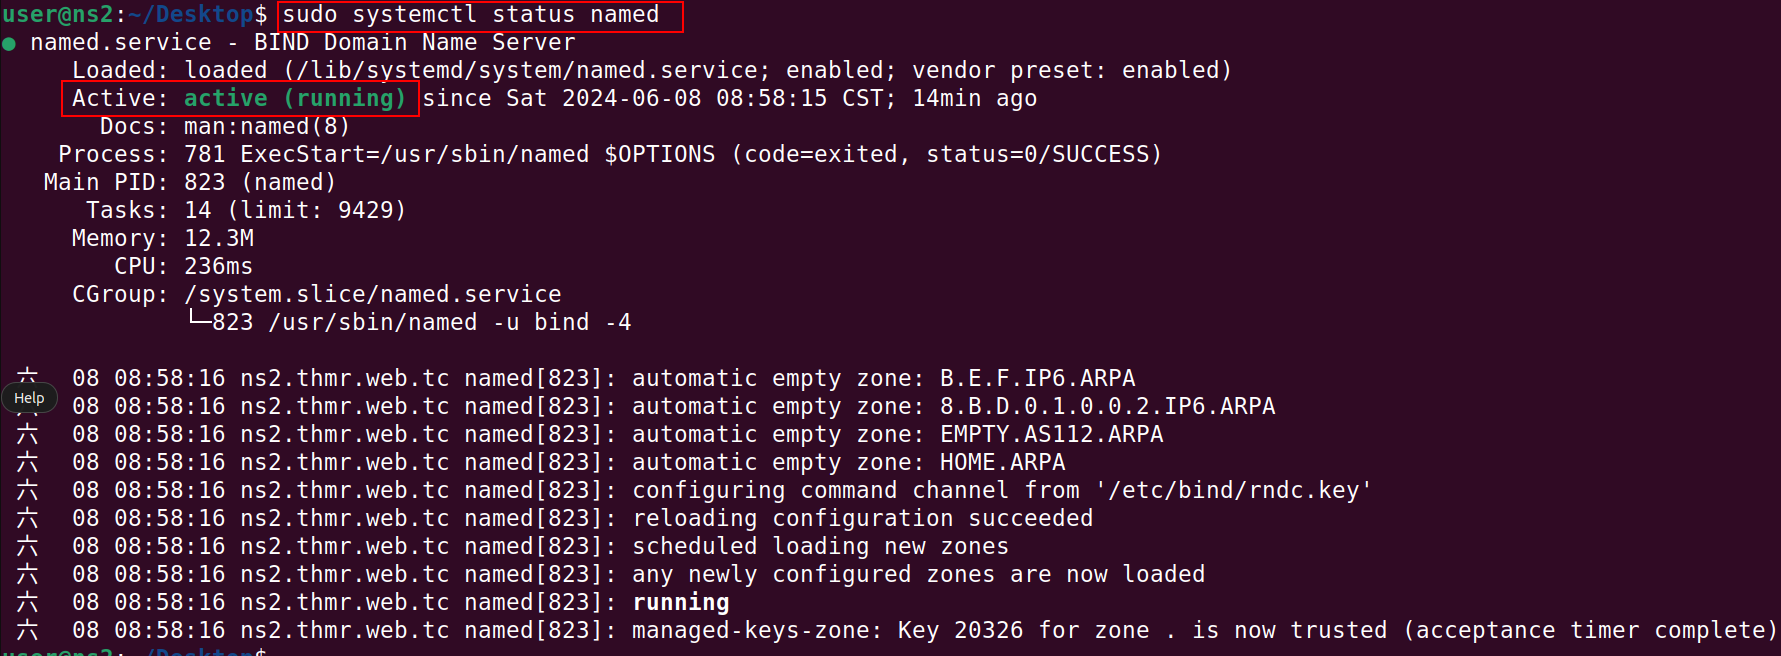 user@ns2:~/Desktop$ sudo systemctl status named
● named.service - BIND Domain Name Server
Loaded: loaded (/lib/systemd/system/named.service; enabled; vendor preset: enabled)
Active: active (running) since Sat 2024-06-08 08:58:15 CST; 14min ago
Docs: man:named(8)
Process: 781 ExecStart=/usr/sbin/named $OPTIONS (code=exited, status=0/SUCCESS)
Main PID: 823 (named)
Tasks: 14 (limit: 9429)
Memory: 12.3M
CPU: 236ms
CGroup: /system.slice/named.service
└─823 /usr/sbin/named -u bind -4
六 08 08:58:16 ns2.thmr.web.tc named[823]: automatic empty zone: B.E.F.IP6.ARPA
Help
08 08:58:16 ns2.thmr.web.tc named[823]: automatic empty zone: 8.B.D.0.1.0.0.2.IP6.ARPA
六 08 08:58:16 ns2.thmr.web.tc named[823]: automatic empty zone: EMPTY.AS112.ARPA
六 08 08:58:16 ns2.thmr.web.tc named[823]: automatic empty zone: HOME.ARPA
六 08 08:58:16 ns2.thmr.web.tc named[823]: configuring command channel from '/etc/bind/rndc.key'
六 08 08:58:16 ns2.thmr.web.tc named[823]: reloading configuration succeeded
六 08 08:58:16 ns2.thmr.web.tc named[823]: scheduled loading new zones
六 08 08:58:16 ns2.thmr.web.tc named[823]: any newly configured zones are now loaded
六 08 08:58:16 ns2.thmr.web.tc named[823]: running
六 08 08:58:16 ns2.thmr.web.tc named[823]: managed-keys-zone: Key 20326 for zone . is now trusted (acceptance timer complete)
user@ns2:~/Desktop$